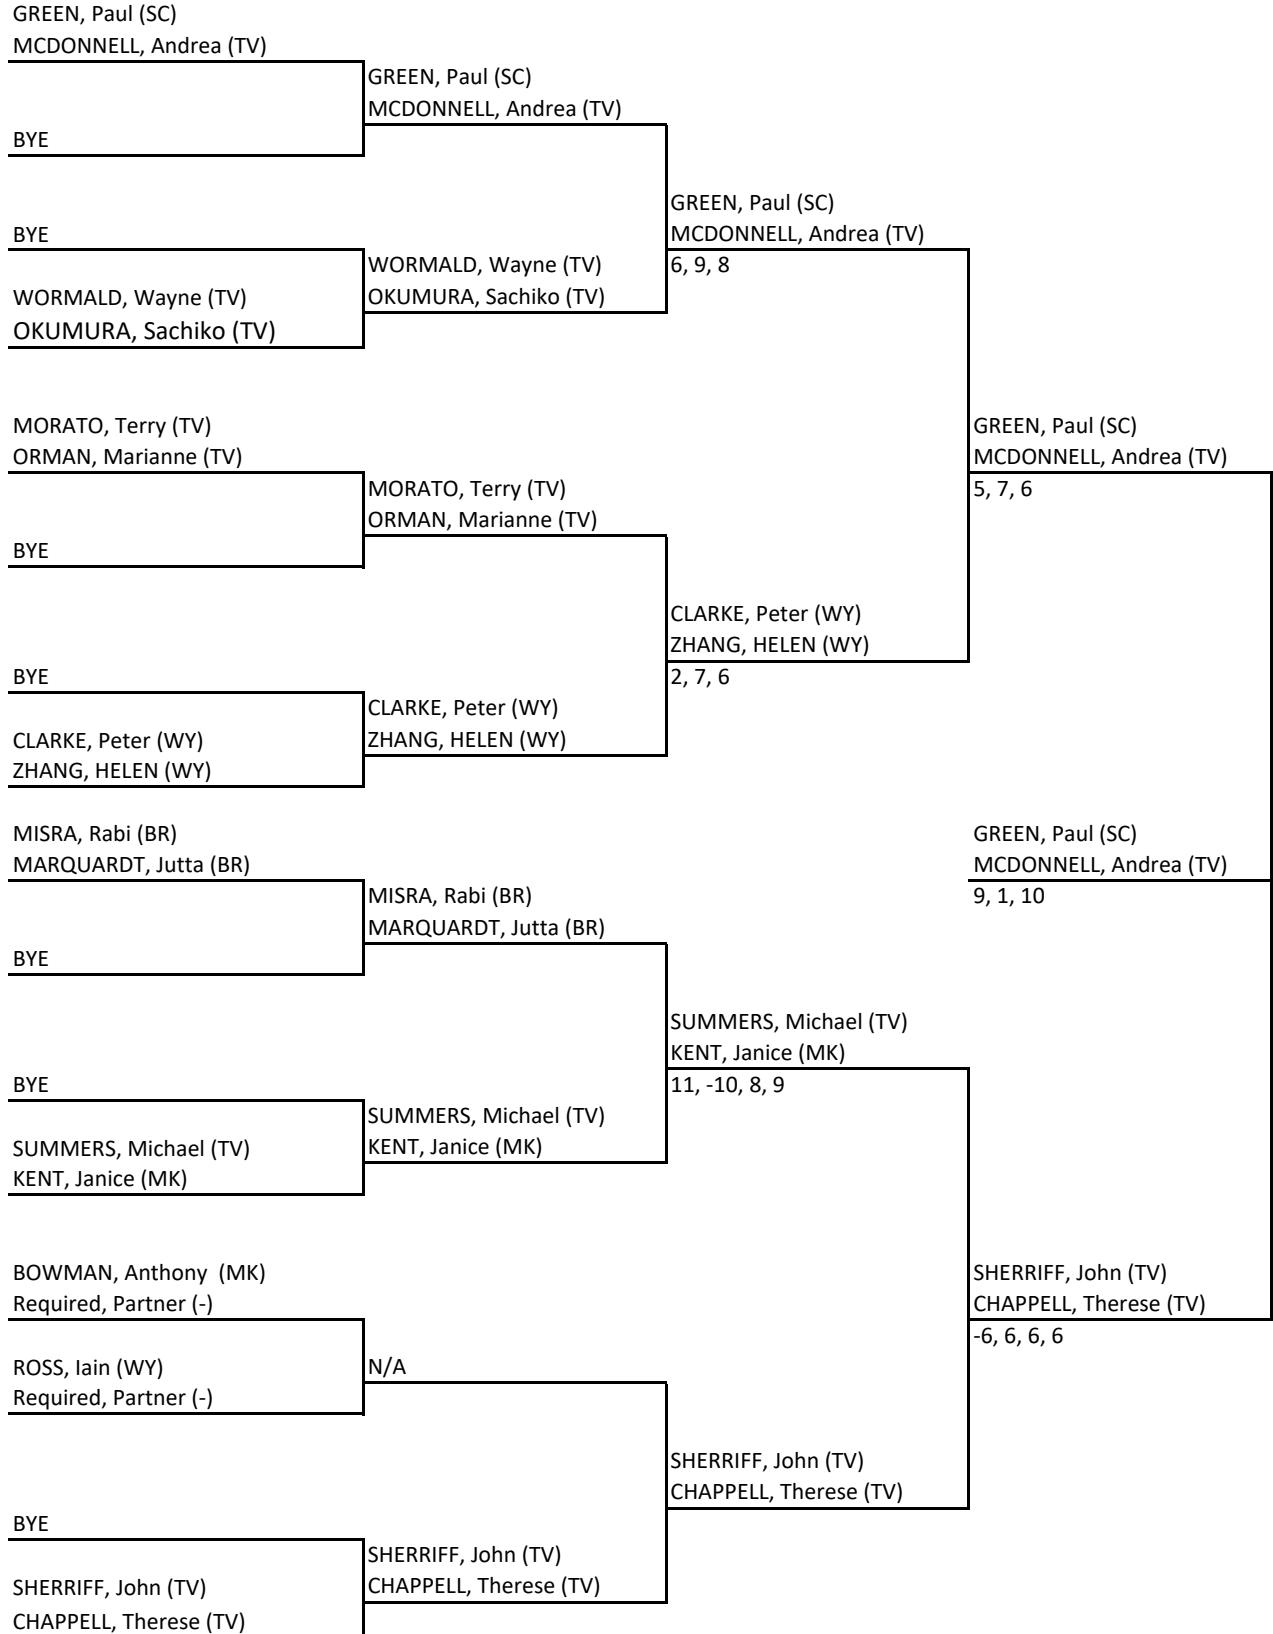 GREEN, Paul (SC)
MCDONNELL, Andrea (TV)
GREEN, Paul (SC)
MCDONNELL, Andrea (TV)
BYE
GREEN, Paul (SC)
BYE
MCDONNELL, Andrea (TV)
WORMALD, Wayne (TV)
6, 9, 8
WORMALD, Wayne (TV)
OKUMURA, Sachiko (TV)
OKUMURA, Sachiko (TV)
MORATO, Terry (TV)
GREEN, Paul (SC)
ORMAN, Marianne (TV)
MCDONNELL, Andrea (TV)
MORATO, Terry (TV)
5, 7, 6
ORMAN, Marianne (TV)
BYE
CLARKE, Peter (WY)
ZHANG, HELEN (WY)
BYE
2, 7, 6
CLARKE, Peter (WY)
CLARKE, Peter (WY)
ZHANG, HELEN (WY)
ZHANG, HELEN (WY)
MISRA, Rabi (BR)
GREEN, Paul (SC)
MARQUARDT, Jutta (BR)
MCDONNELL, Andrea (TV)
MISRA, Rabi (BR)
9, 1, 10
MARQUARDT, Jutta (BR)
BYE
SUMMERS, Michael (TV)
KENT, Janice (MK)
BYE
11, -10, 8, 9
SUMMERS, Michael (TV)
SUMMERS, Michael (TV)
KENT, Janice (MK)
KENT, Janice (MK)
BOWMAN, Anthony  (MK)
SHERRIFF, John (TV)
Required, Partner (-)
CHAPPELL, Therese (TV)
-6, 6, 6, 6
ROSS, Iain (WY)
N/A
Required, Partner (-)
SHERRIFF, John (TV)
CHAPPELL, Therese (TV)
BYE
SHERRIFF, John (TV)
SHERRIFF, John (TV)
CHAPPELL, Therese (TV)
CHAPPELL, Therese (TV)